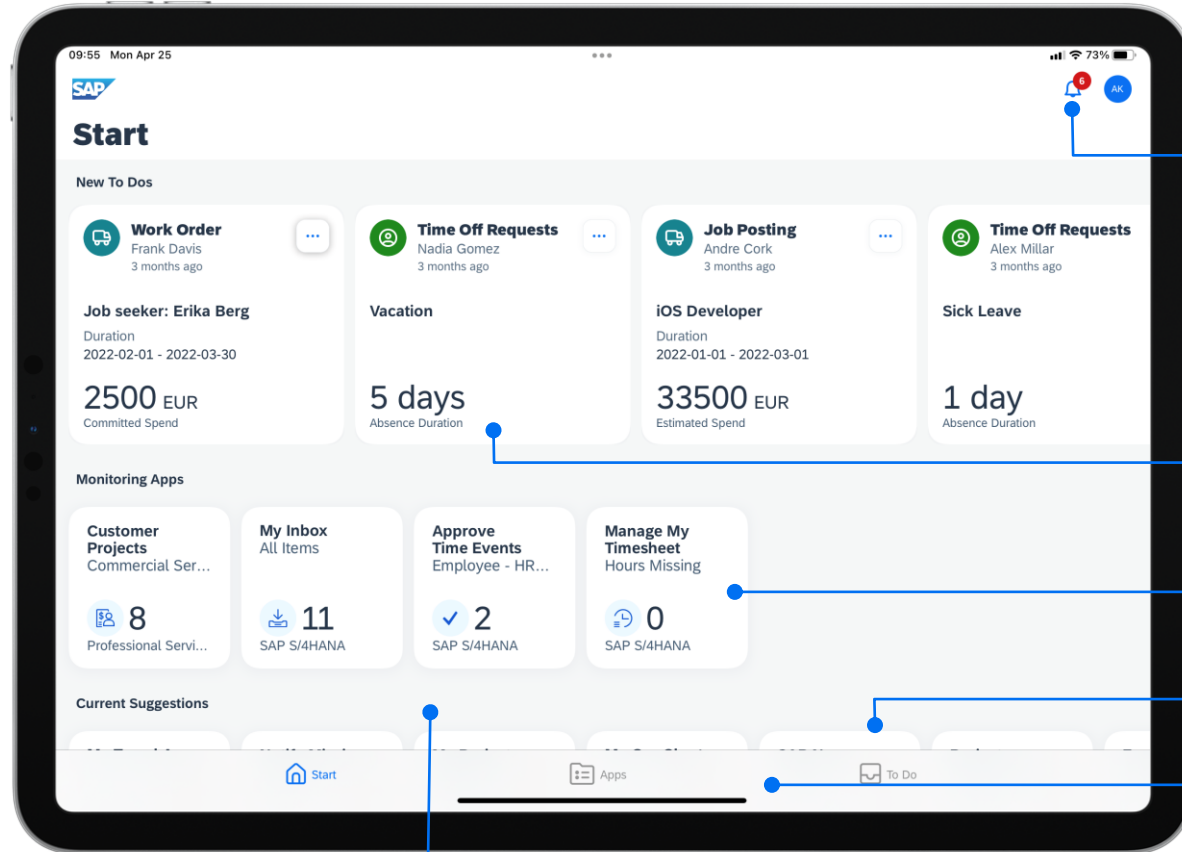 09:55 Mon Apr 25
73%
SAP
6
AK
Start
New To Dos
Work Order
Frank Davis
3 months ago
Job seeker: Erika Berg
Duration
2022-02-01 - 2022-03-30
2500 EUR
Committed Spend
Time Off Requests
Nadia Gomez
3 months ago
Vacation
5 days
Absence Duration
Job Posting
Andre Cork
3 months ago
iOS Developer
Duration
2022-01-01 - 2022-03-01
33500 EUR
Estimated Spend
Time Off Requests
Alex Millar
3 months ago
Sick Leave
1 day
Absence Duration
Monitoring Apps
Customer
Projects
Commercial Ser...
8
Professional Servi...
My Inbox
All Items
11
SAP S/4HANA
Approve
Time Events
Employee - HR...
2
SAP S/4HANA
Manage My
Timesheet
Hours Missing
0
SAP S/4HANA
Current Suggestions
Start
Apps
To Do